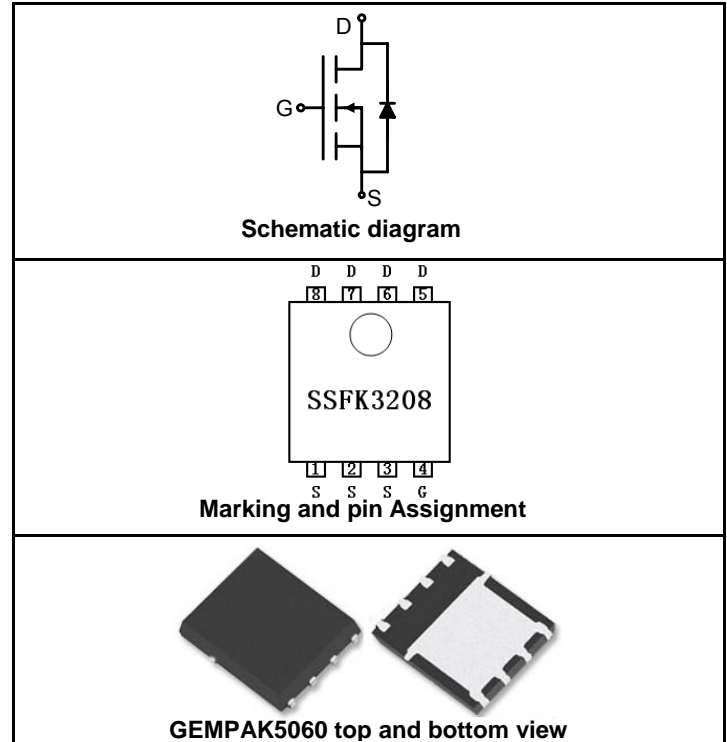 D
G
S
Schematic diagram
D D D D
8 7 6 5
SSFK3208
1 2 3 4
S S S G
Marking and pin Assignment
GEMPAK5060 top and bottom view